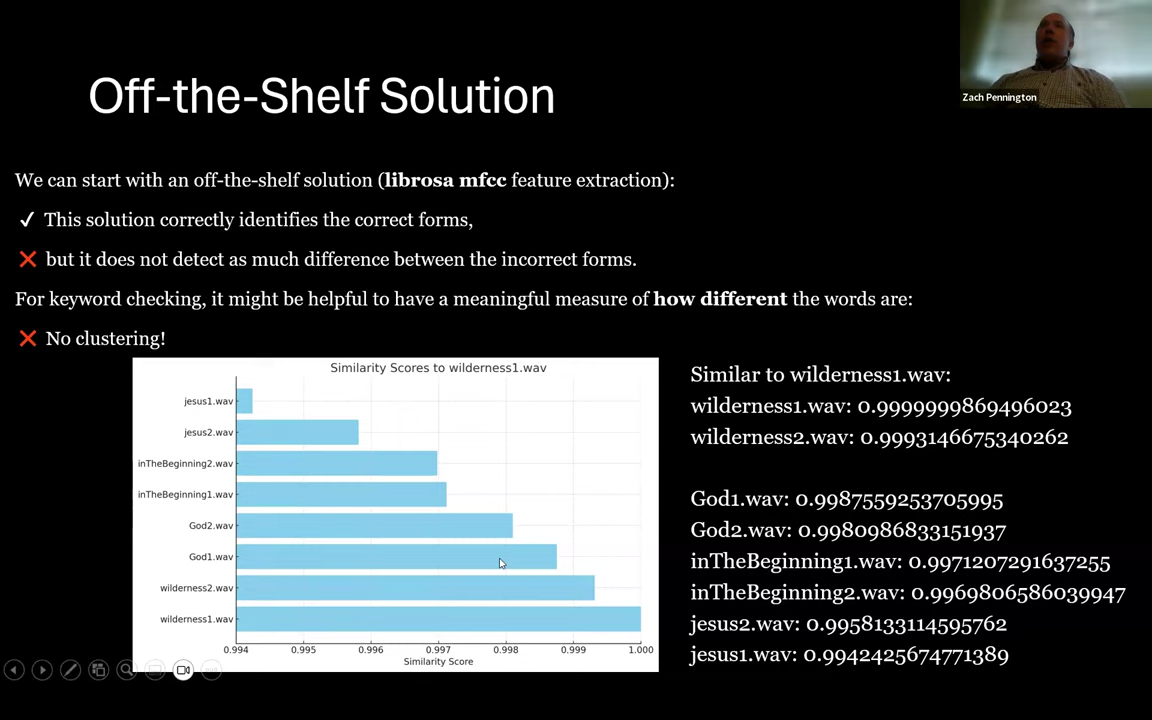 Zach Pennington
Off-the-Shelf Solution
We can start with an off-the-shelf solution (librosa mfcc feature extraction):
✓ This solution correctly identifies the correct forms,
❌ but it does not detect as much difference between the incorrect forms.
For keyword checking, it might be helpful to have a meaningful measure of how different the words are:
❌ No clustering!
Similarity Scores to wilderness1.wav
jesus1.wav
jesus2.wav
inTheBeginning2.wav
inTheBeginning1.wav
God2.wav
God1.wav
wilderness2.wav
wilderness1.wav
0.994 0.995 0.996 0.997 0.998 0.999 1.000
Similarity Score
Similar to wilderness1.wav:
wilderness1.wav: 0.9999999869496023
wilderness2.wav: 0.9993146675340262
God1.wav: 0.9987559253705995
God2.wav: 0.9980986833151937
inTheBeginning1.wav: 0.9971207291637255
inTheBeginning2.wav: 0.9969806586039947
jesus2.wav: 0.9958133114595762
jesus1.wav: 0.9942425674771389